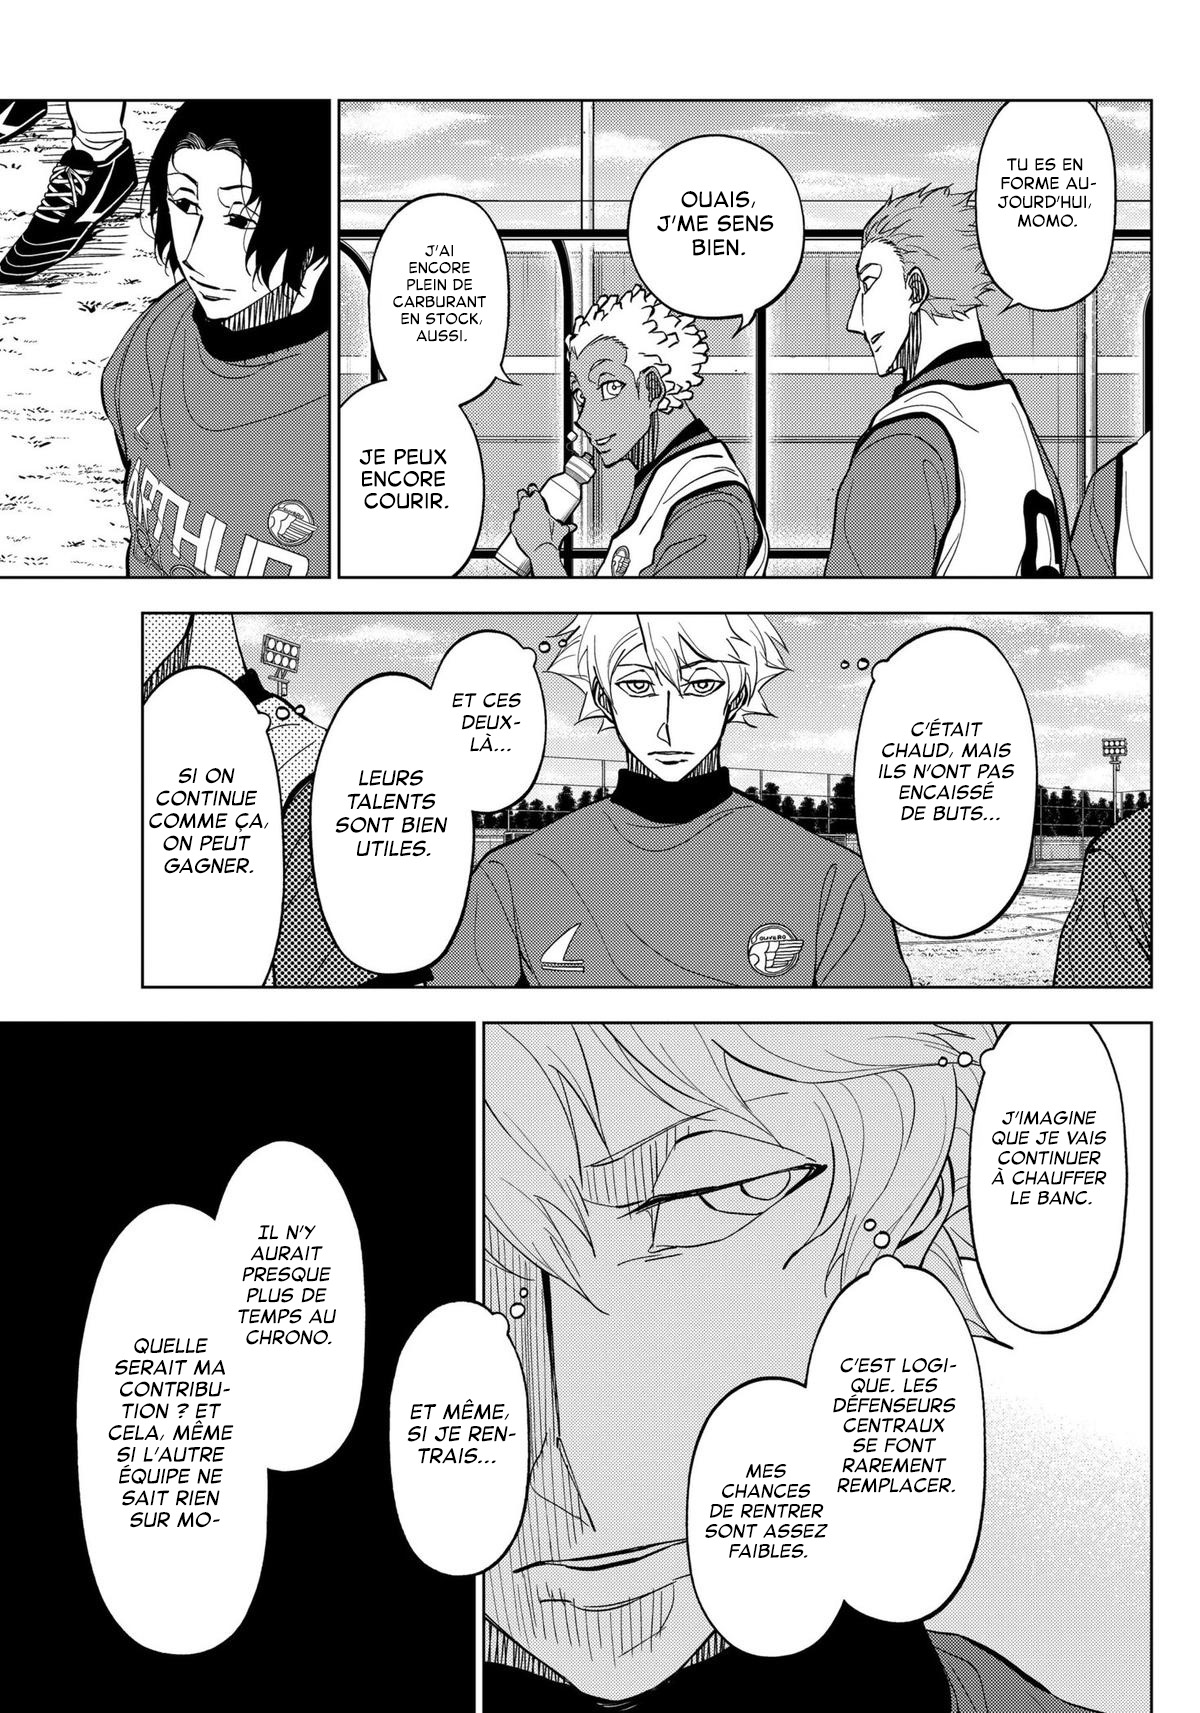 TU ES EN
FORME AU-
JOURD'HUI,
MOMO.
OUAIS,
J'ME SENS
BIEN.
J'AI
ENCORE
PLEIN DE
CARBURANT
EN STOCK,
AUSSI.
JE PEUX
ENCORE
COURIR.
ARTHUR
C'ÉTAIT
CHAUD, MAIS
ILS N'ONT PAS
ENCAISSÉ
DE BUTS...
ET CES
DEUX-
LÀ...
LEURS
TALENTS
SONT BIEN
UTILES.
SI ON
CONTINUE
COMME ÇA,
ON PEUT
GAGNER.
J'IMAGINE
QUE JE VAIS
CONTINUER
À CHAUFFER
LE BANC.
C'EST LOGI-
QUE. LES
DÉFENSEURS
CENTRAUX
SE FONT
RAREMENT
REMPLACER.
MES
CHANCES
DE RENTRER
SONT ASSEZ
FAIBLES.
ET MÊME,
SI JE REN-
TRAIS...
IL N'Y
AURAIT
PRESQUE
PLUS DE
TEMPS AU
CHRONO.
QUELLE
SERAIT MA
CONTRIBU-
TION ? ET
CELA, MÊME
SI L'AUTRE
ÉQUIPE NE
SAIT RIEN
SUR MO-